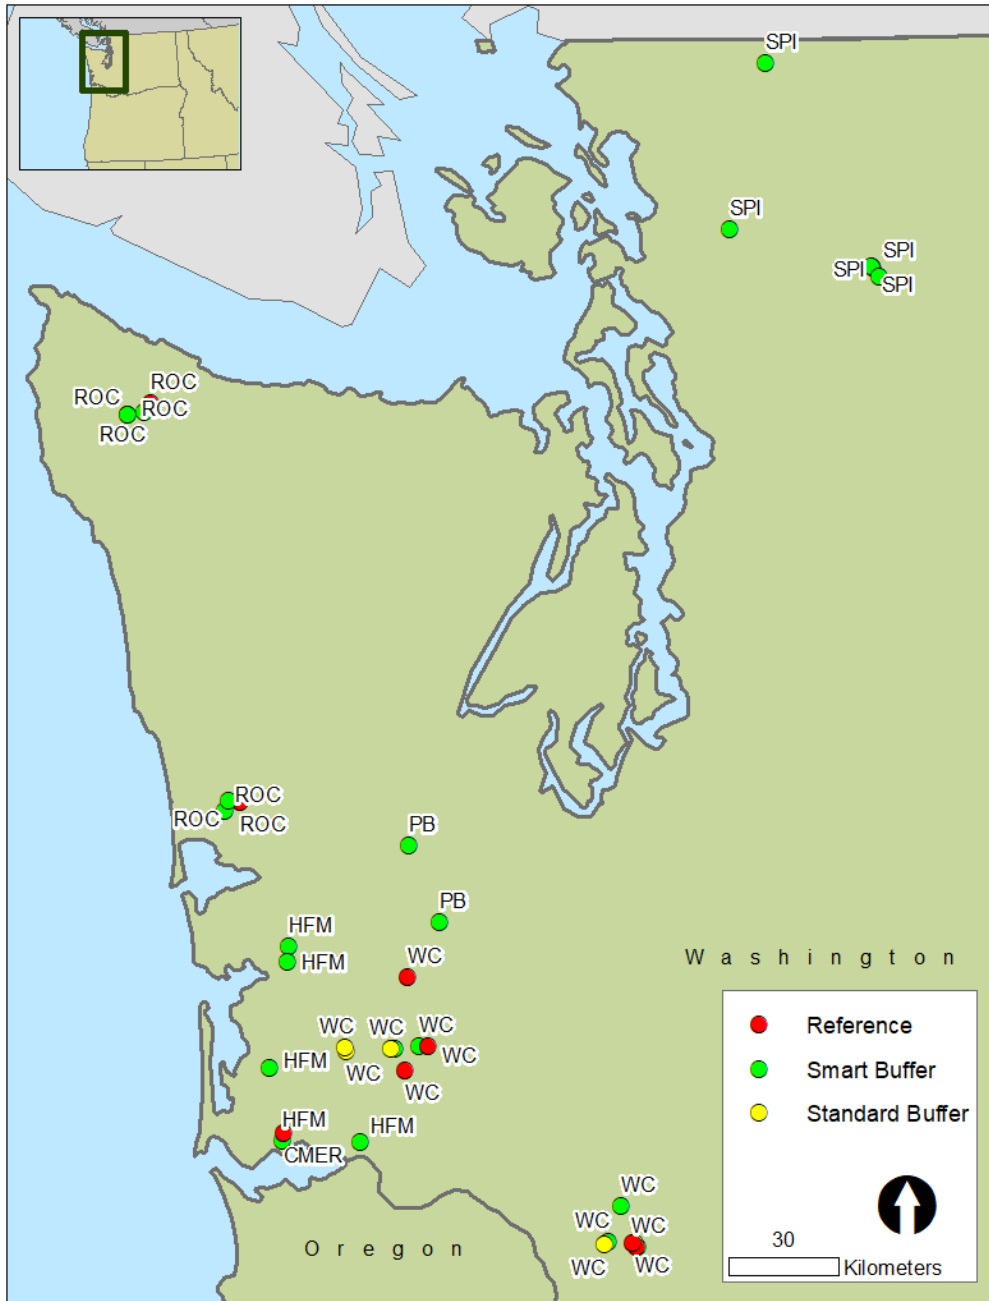 SPI
SPI
SPI
SPI
SPI
ROC
ROC
ROC
ROC
ROC
ROC
ROC
PB
PB
HFM
HFM
WC
Washington
WC
WC
WC
WC
WC
HFM
WC
HFM
HFM
CMER
WC
WC
WC
WC
WC
Oregon
Reference
Smart Buffer
Standard Buffer
30
Kilometers